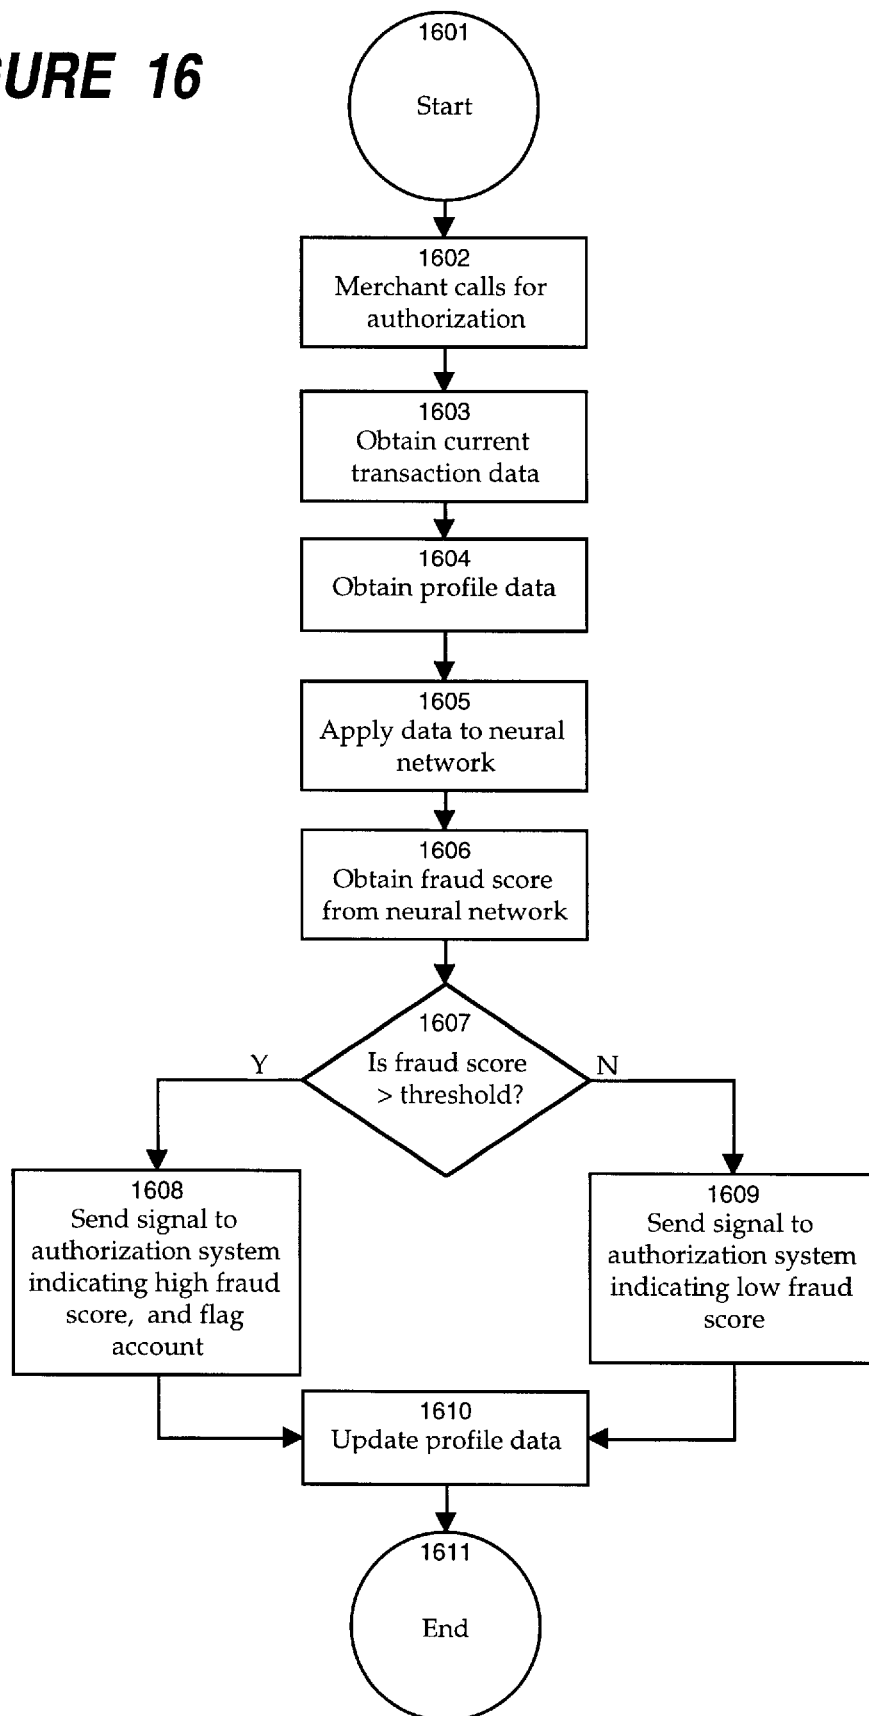 URE 16
1601
Start
1602
Merchant calls for
authorization
1603
Obtain current
transaction data
1604
Obtain profile data
1605
Apply data to neural
network
1606
Obtain fraud score
from neural network
1607
Is fraud score
> threshold?
Y
N
1608
Send signal to
authorization system
indicating high fraud
score, and flag
account
1609
Send signal to
authorization system
indicating low fraud
score
1610
Update profile data
1611
End